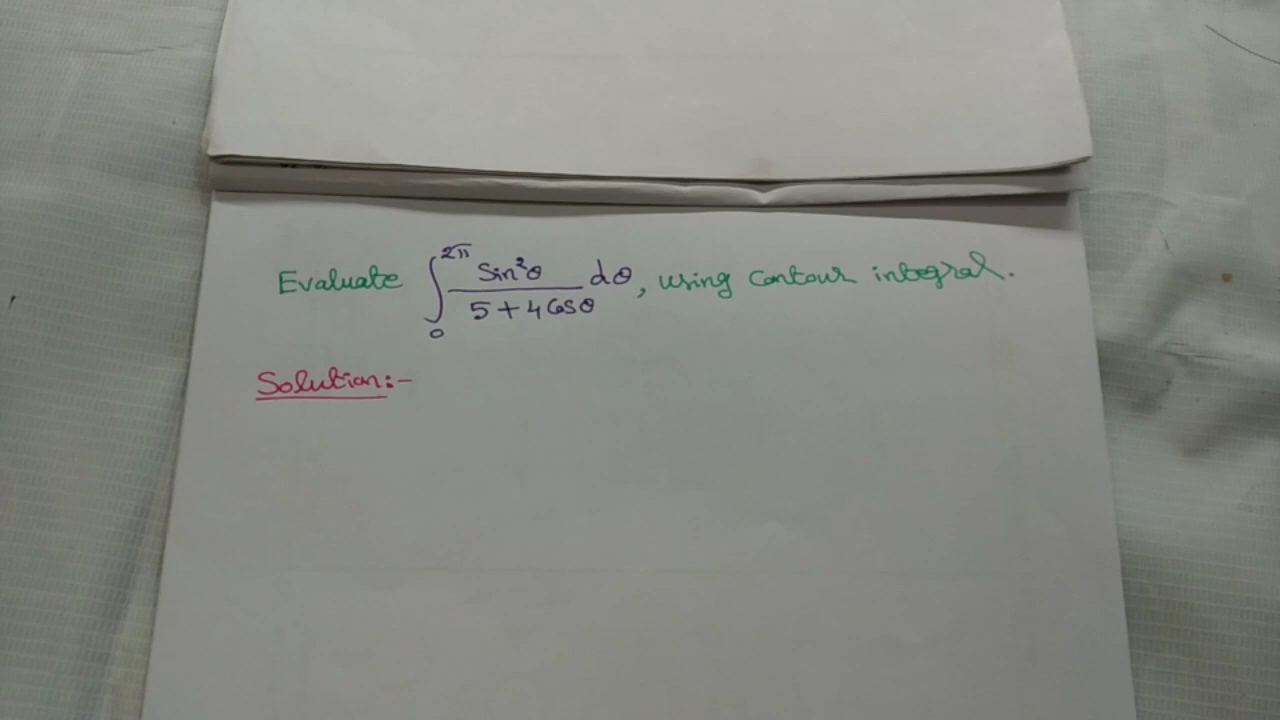 Evaluate ∫₀^2π Sin²θ / 5+4Cosθ dθ, using contour integral.
Solution:-